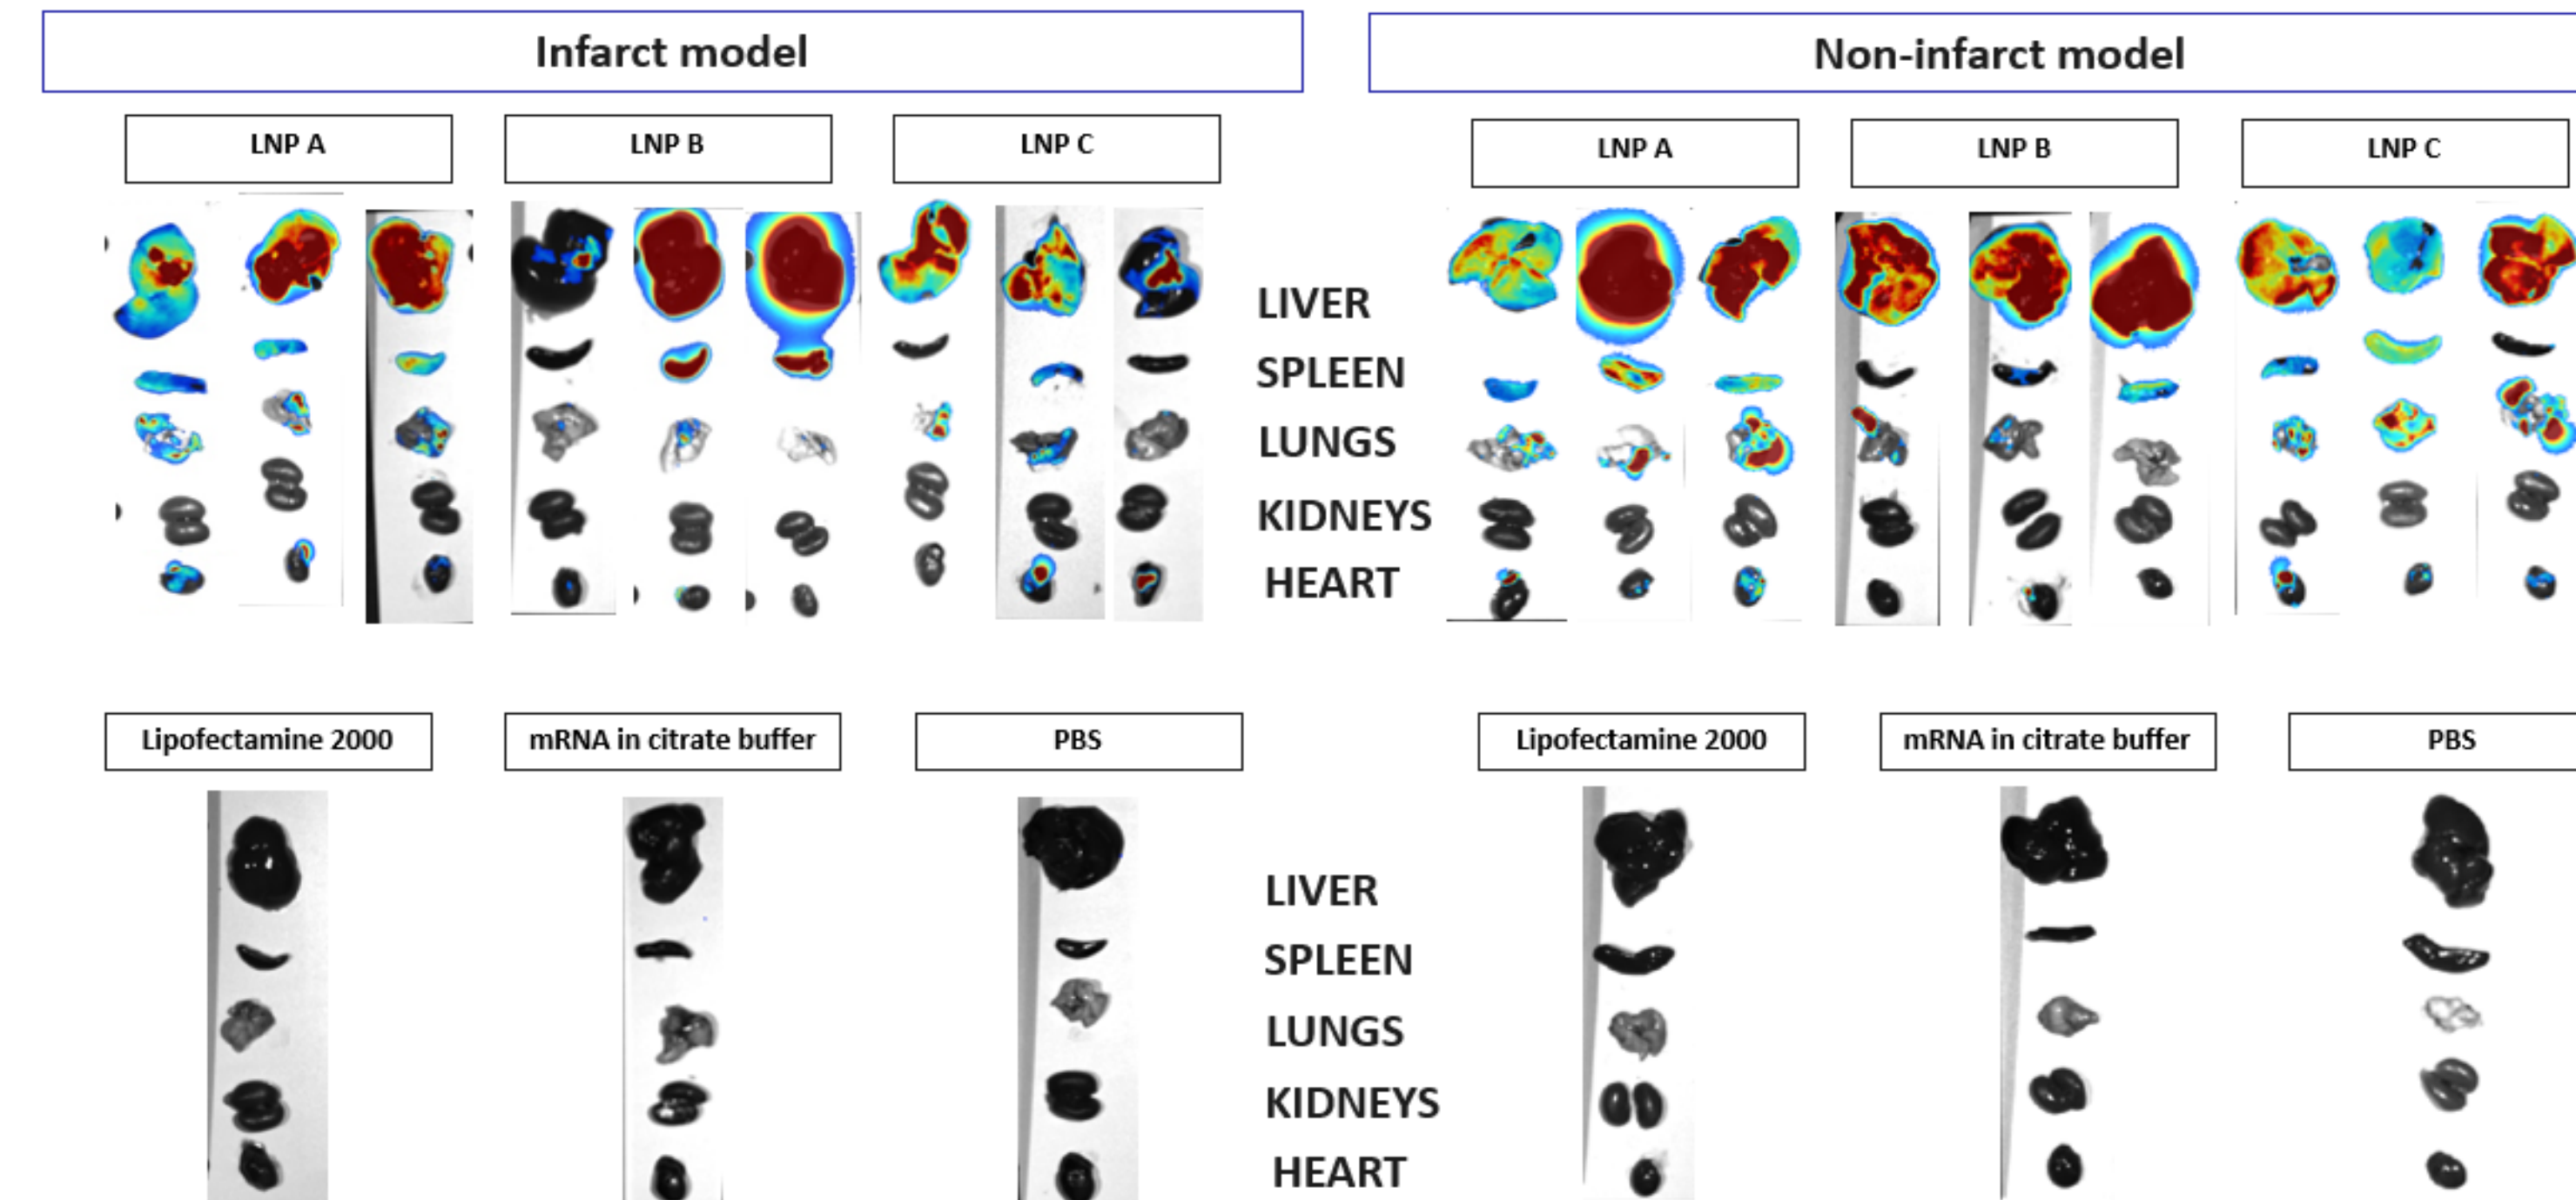 Infarct model
Non-infarct model
LNP A
LNP B
LNP C
LNP A
LNP B
LNP C
LIVER
SPLEEN
LUNGS
KIDNEYS
HEART
Lipofectamine 2000
mRNA in citrate buffer
PBS
Lipofectamine 2000
mRNA in citrate buffer
PBS
LIVER
SPLEEN
LUNGS
KIDNEYS
HEART